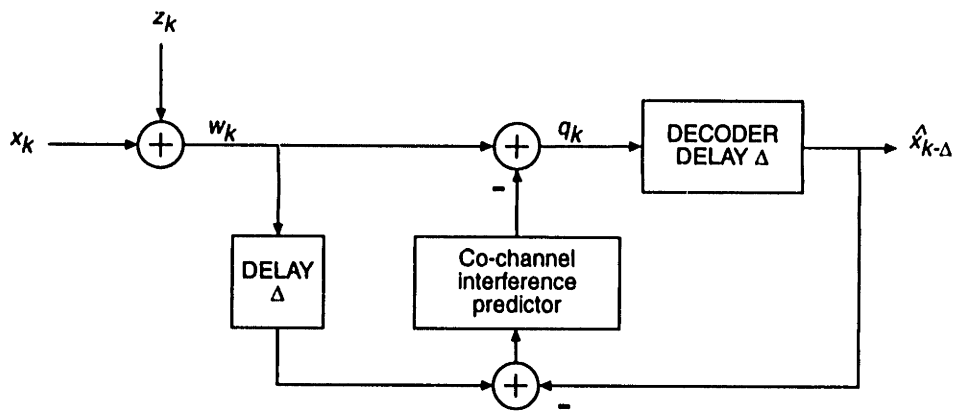 z_k
x_k
+
w_k
+
q_k
DECODER
DELAY Δ
x̂_{k-Δ}
-
DELAY
Δ
Co-channel
interference
predictor
+
-